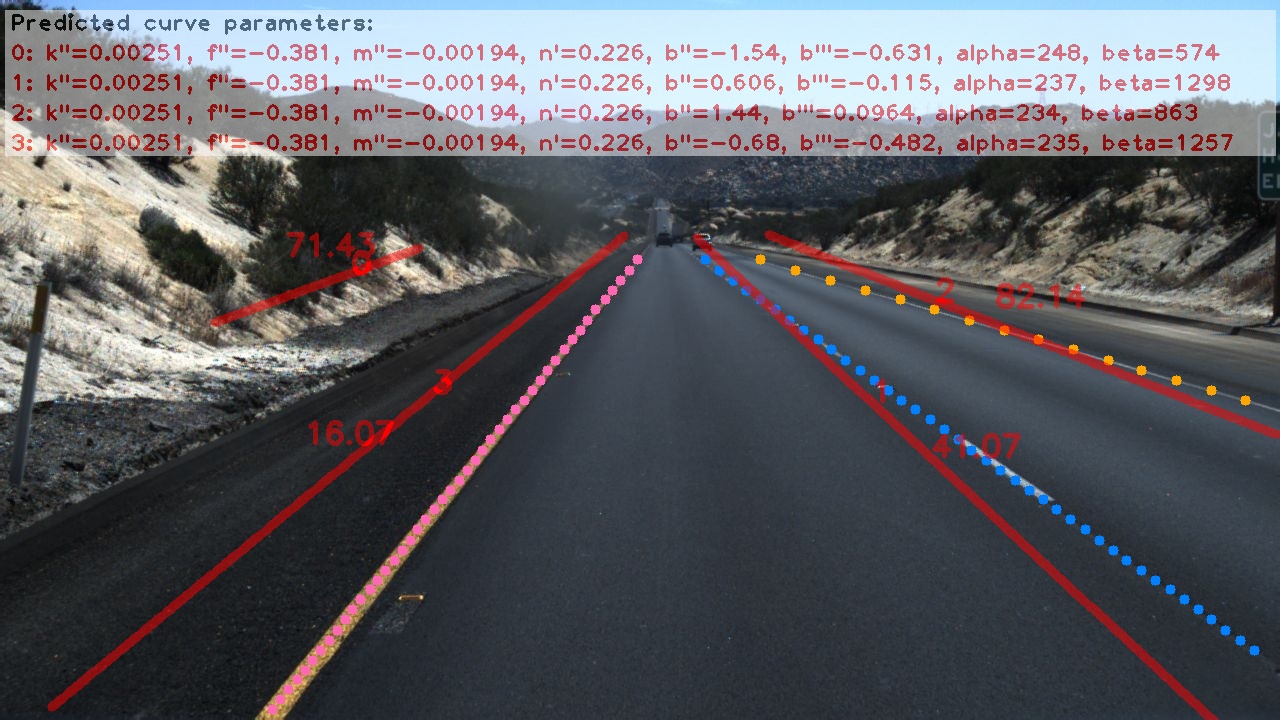 Predicted curve parameters:
0: k''=0.00251, f''=-0.381, m''=-0.00194, n'=0.226, b''=-1.54, b'''=-0.631, alpha=248, beta=574
1: k''=0.00251, f''=-0.381, m''=-0.00194, n'=0.226, b''=0.606, b'''=-0.115, alpha=237, beta=1298
2: k''=0.00251, f''=-0.381, m''=-0.00194, n'=0.226, b''=1.44, b'''=0.0964, alpha=234, beta=863
3: k''=0.00251, f''=-0.381, m''=-0.00194, n'=0.226, b''=-0.68, b'''=-0.482, alpha=235, beta=1257
71.43
0
2 82.14
3
1
16.07
41.07